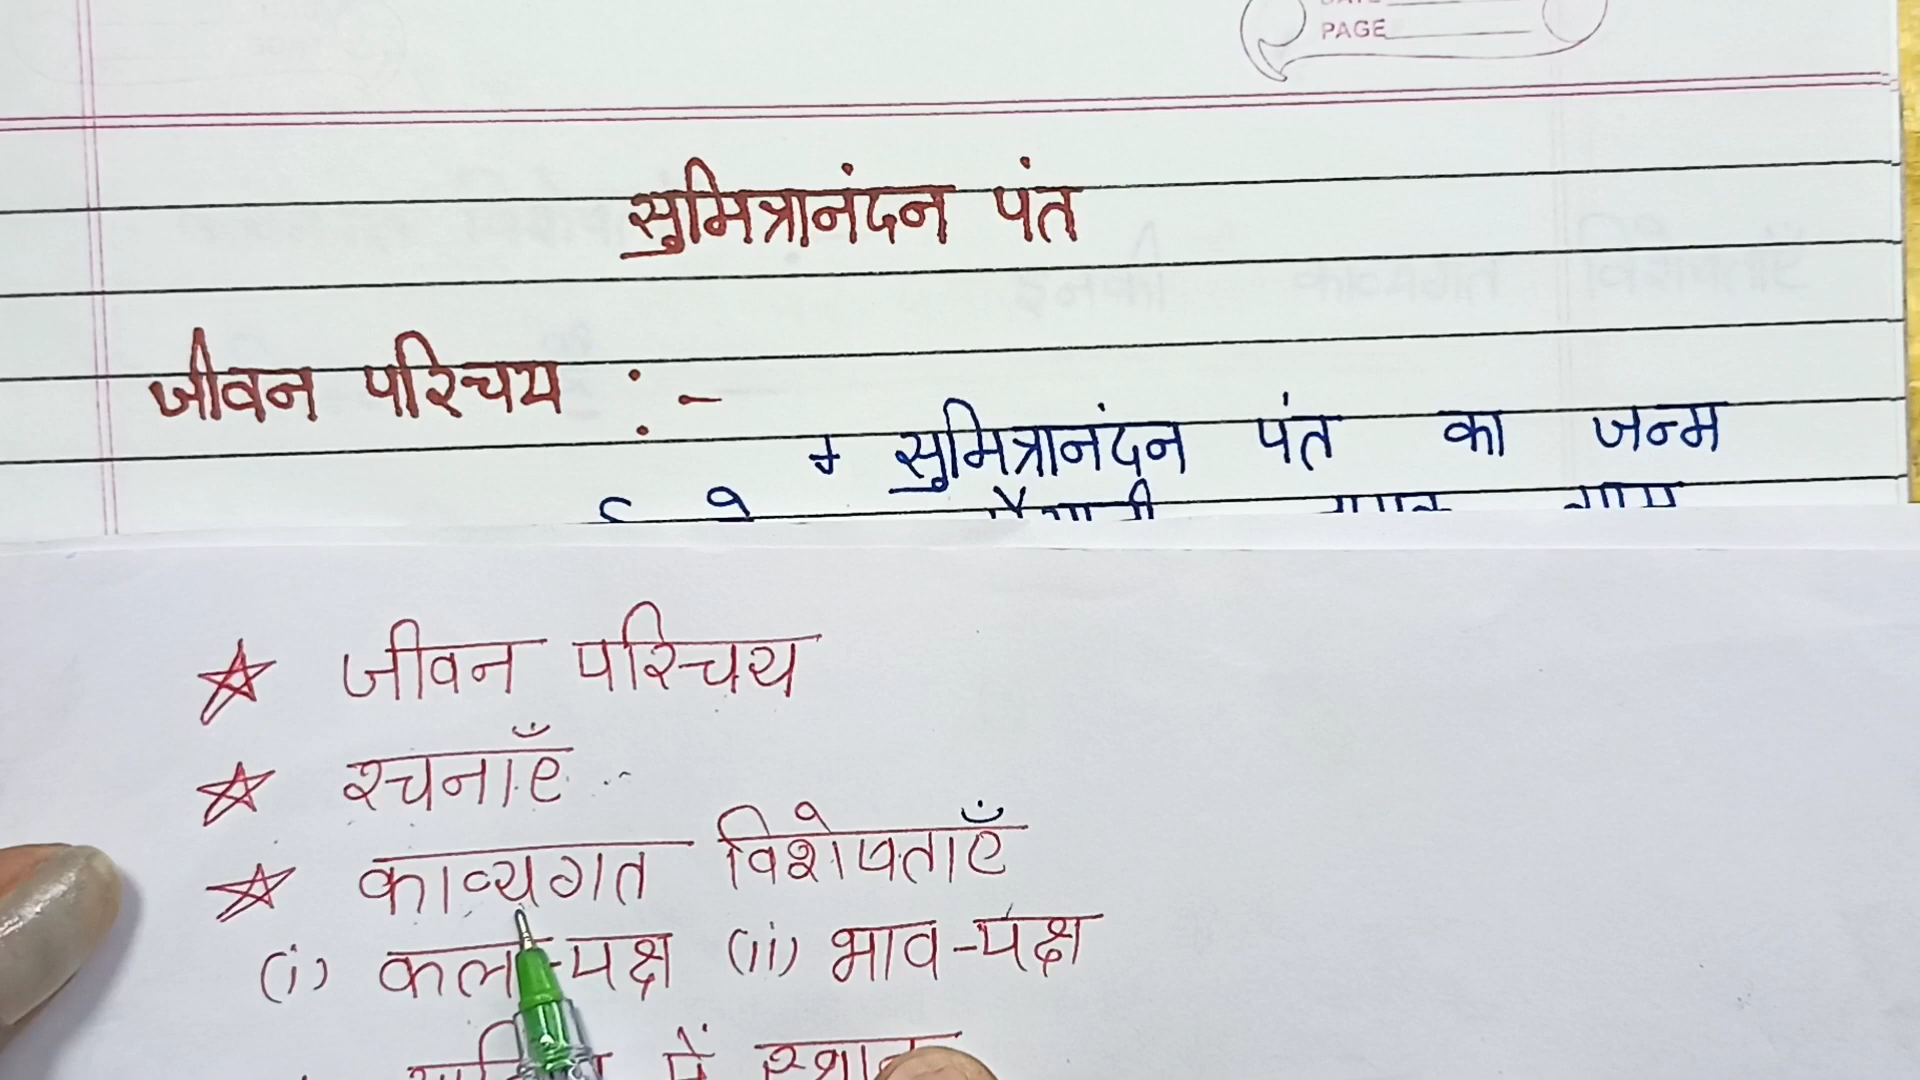 PAGE
सुमित्रानंदन पंत
जीवन परिचय :-
सुमित्रानंदन पंत का जन्म
जीवन परिचय
रचनाएँ
काव्यगत विशेषताएँ
(i) कला-पक्ष (ii) भाव-पक्ष
में